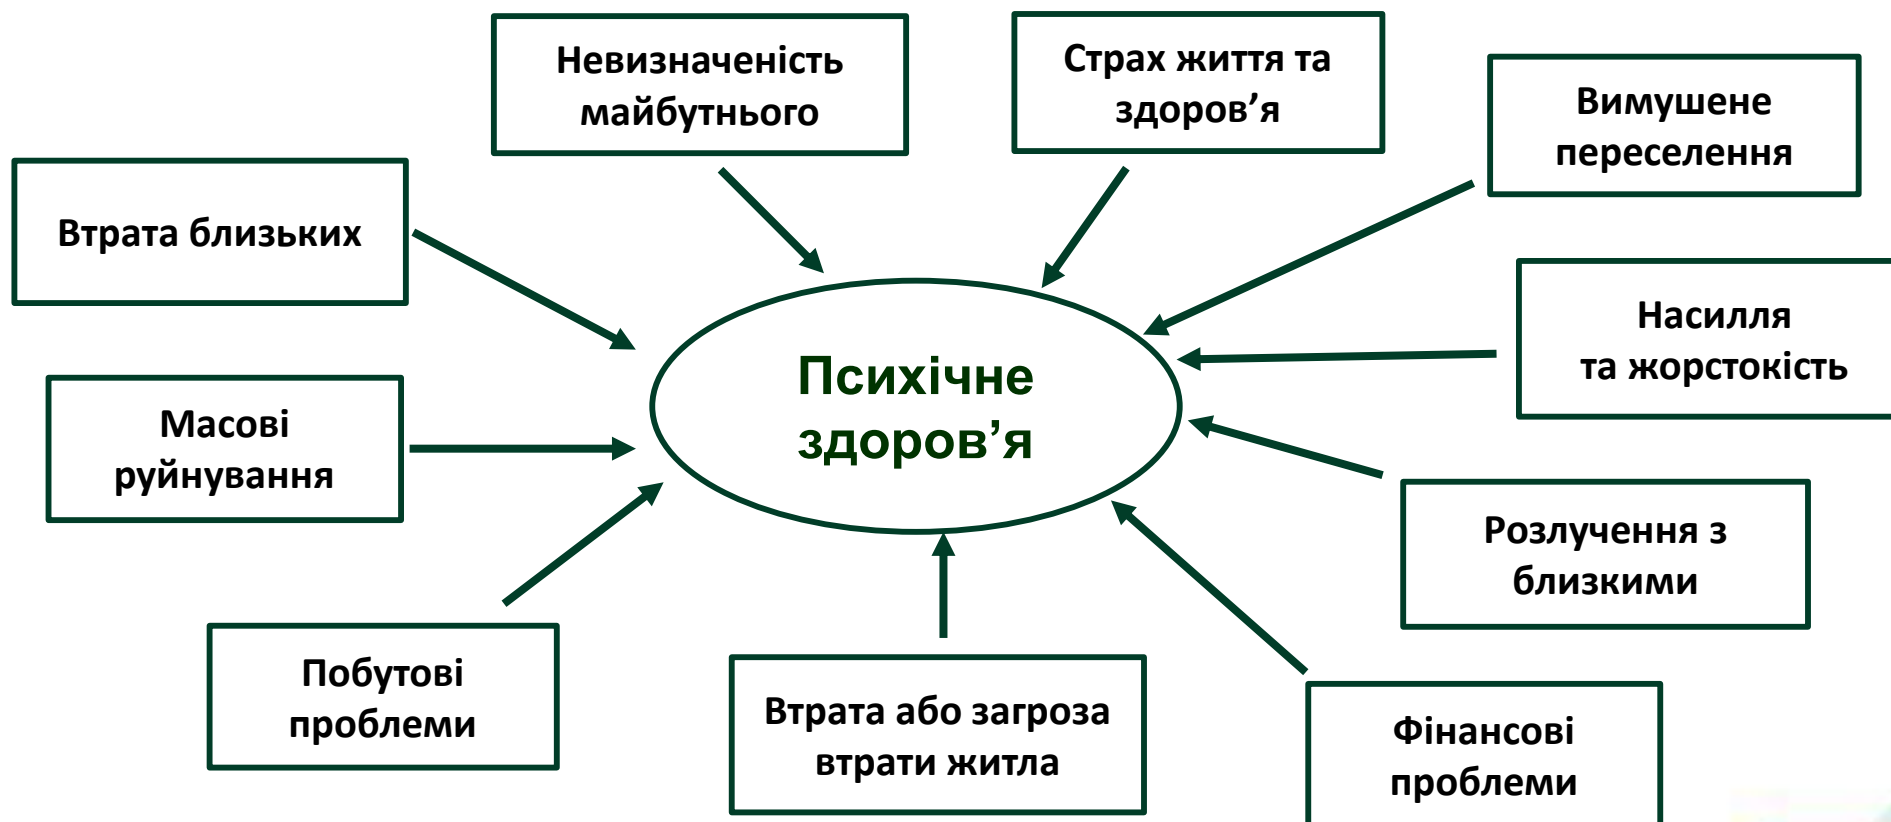 Невизначеність
майбутнього
Страх життя та
здоров’я
Вимушене
переселення
Втрата близьких
Насилля
та жорстокість
Психічне
здоров’я
Масові
руйнування
Розлучення з
близкими
Побутові
проблеми
Втрата або загроза
втрати житла
Фінансові
проблеми